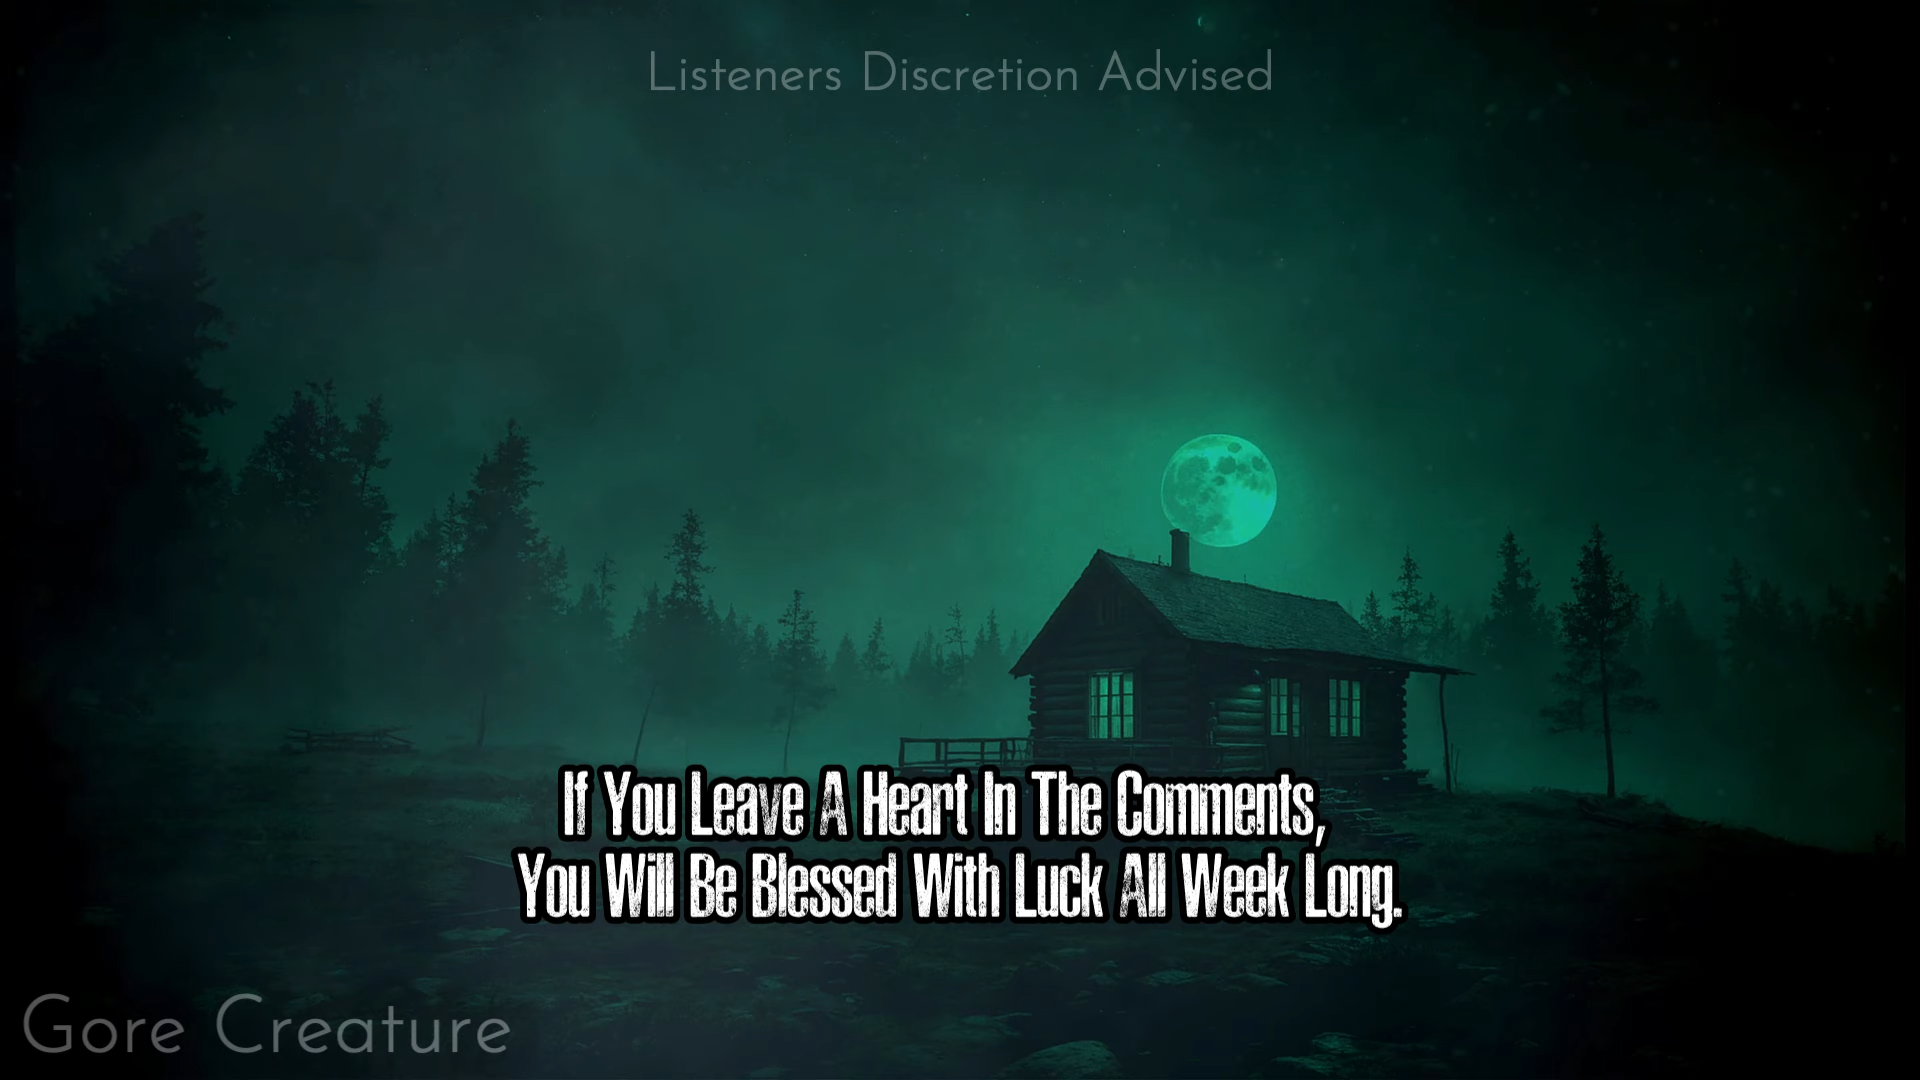 Listeners Discretion Advised
If You Leave A Heart In The Comments,
You Will Be Blessed With Luck All Week Long.
Gore Creature